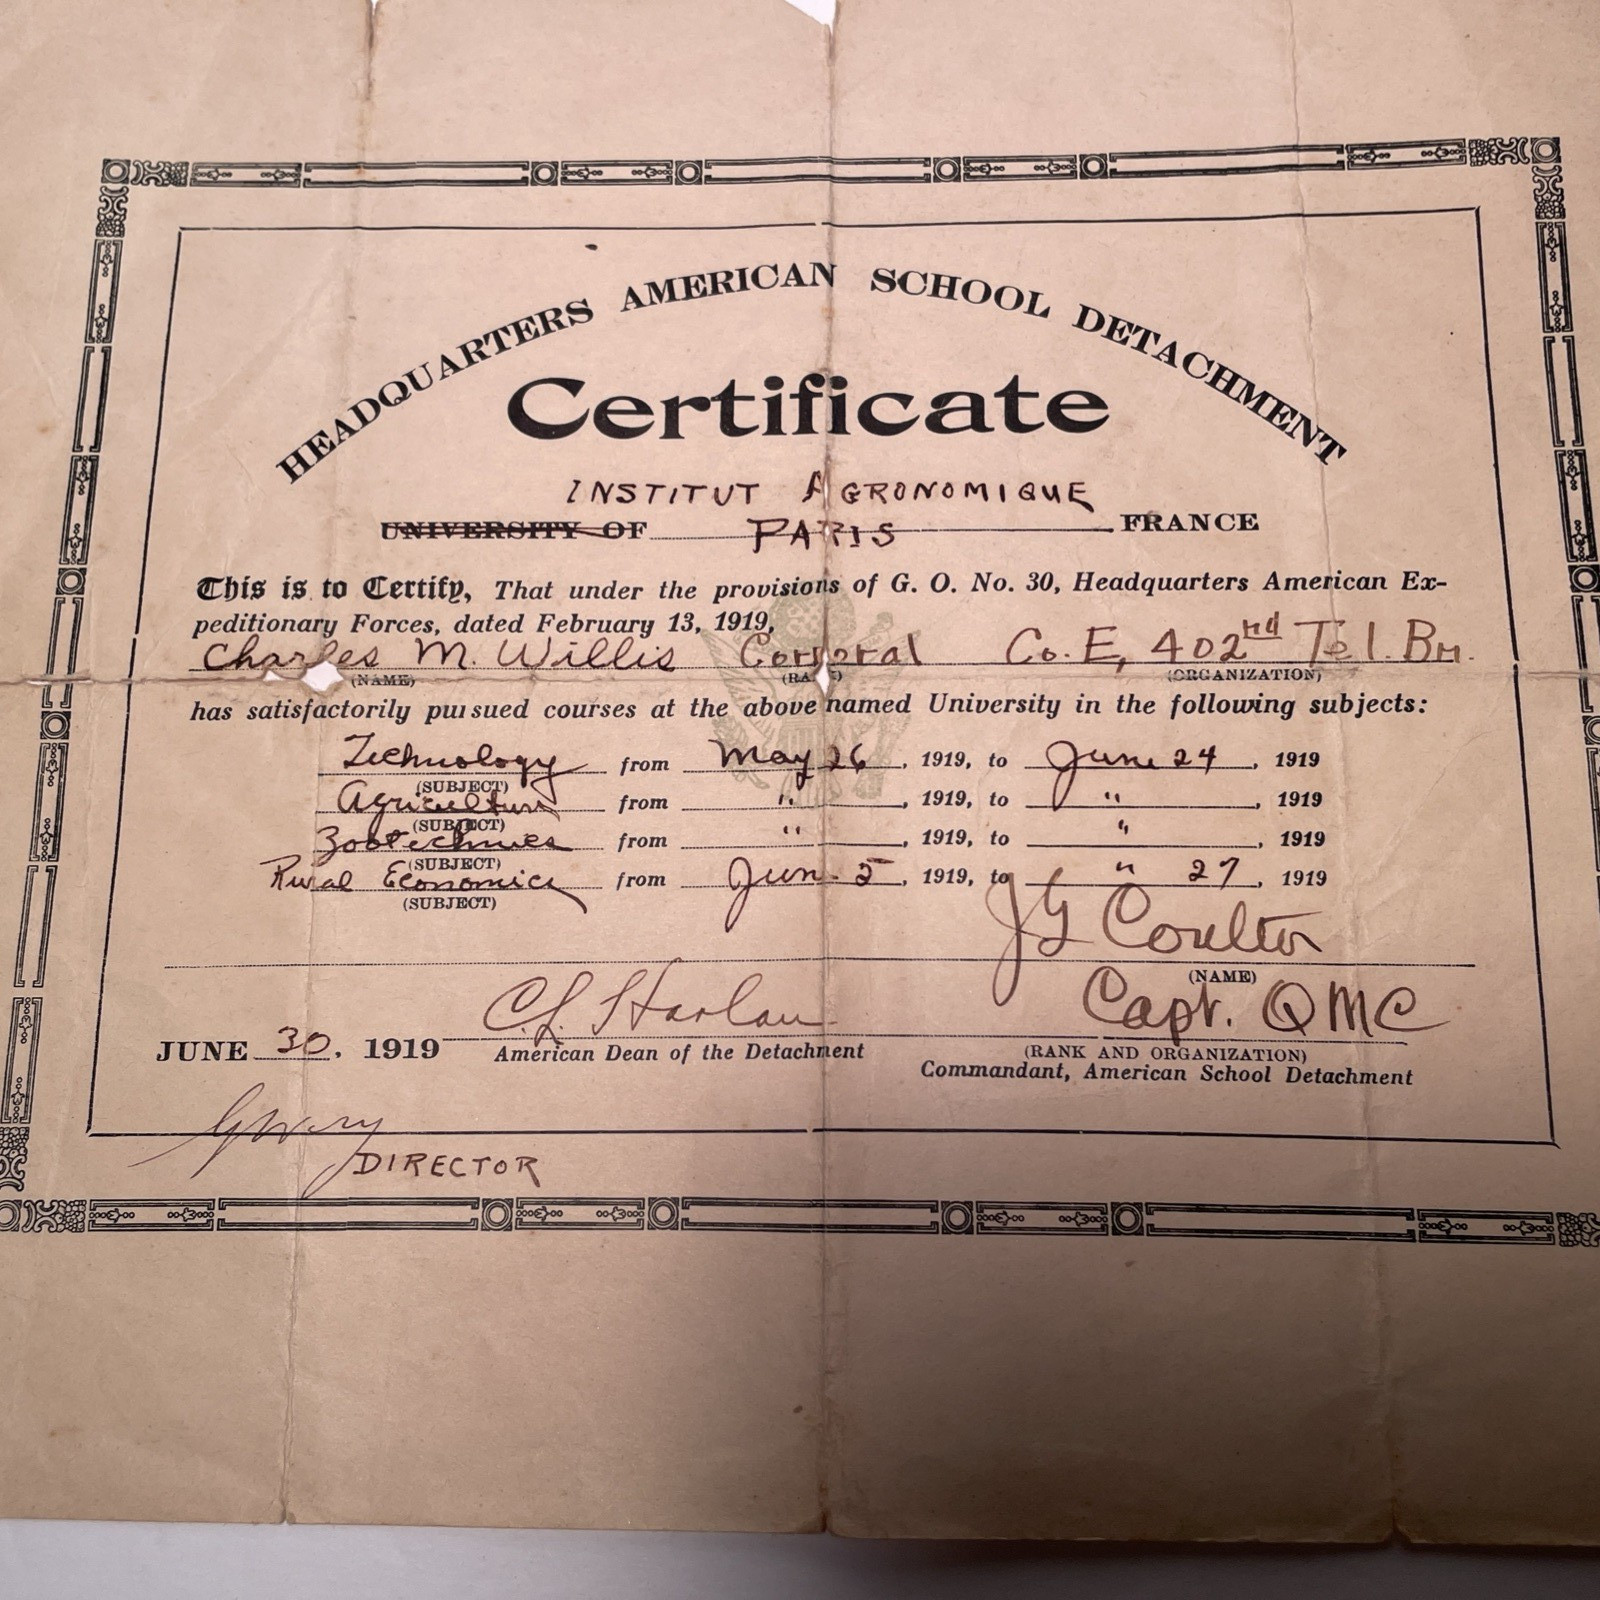 HEADQUARTERS AMERICAN SCHOOL DETACHMENT
Certificate
INSTITUT AGRONOMIQUE
UNIVERSITY OF PARIS FRANCE
This is to Certify, That under the provisions of G. O. No. 30, Headquarters American Ex-
peditionary Forces, dated February 13, 1919,
Charles M. Willis Corporal Co. E, 402nd Tel. Bn.
(NAME) (RANK) (ORGANIZATION)
has satisfactorily pursued courses at the above named University in the following subjects:
Technology from May 26, 1919, to June 24, 1919
(SUBJECT)
Agriculture from " , 1919, to " , 1919
(SUBJECT)
Zootechnics from " , 1919, to " , 1919
(SUBJECT)
Rural Economics from June 5, 1919, to " 27, 1919
(SUBJECT)
JG Coulter
(NAME)
C. L. Harlan Capt. QMC
JUNE 30, 1919 American Dean of the Detachment (RANK AND ORGANIZATION)
Commandant, American School Detachment
DIRECTOR